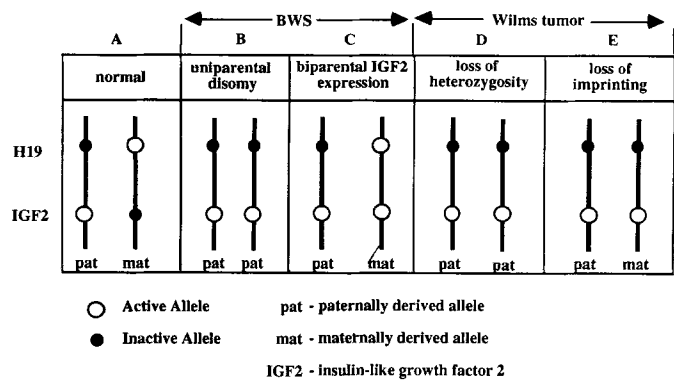 BWS Wilms tumor
A B C D E
normal uniparental disomy biparental IGF2 expression loss of heterozygosity loss of imprinting
H19
IGF2
pat mat pat pat pat mat pat pat pat mat
Active Allele pat - paternally derived allele
Inactive Allele mat - maternally derived allele
IGF2 - insulin-like growth factor 2